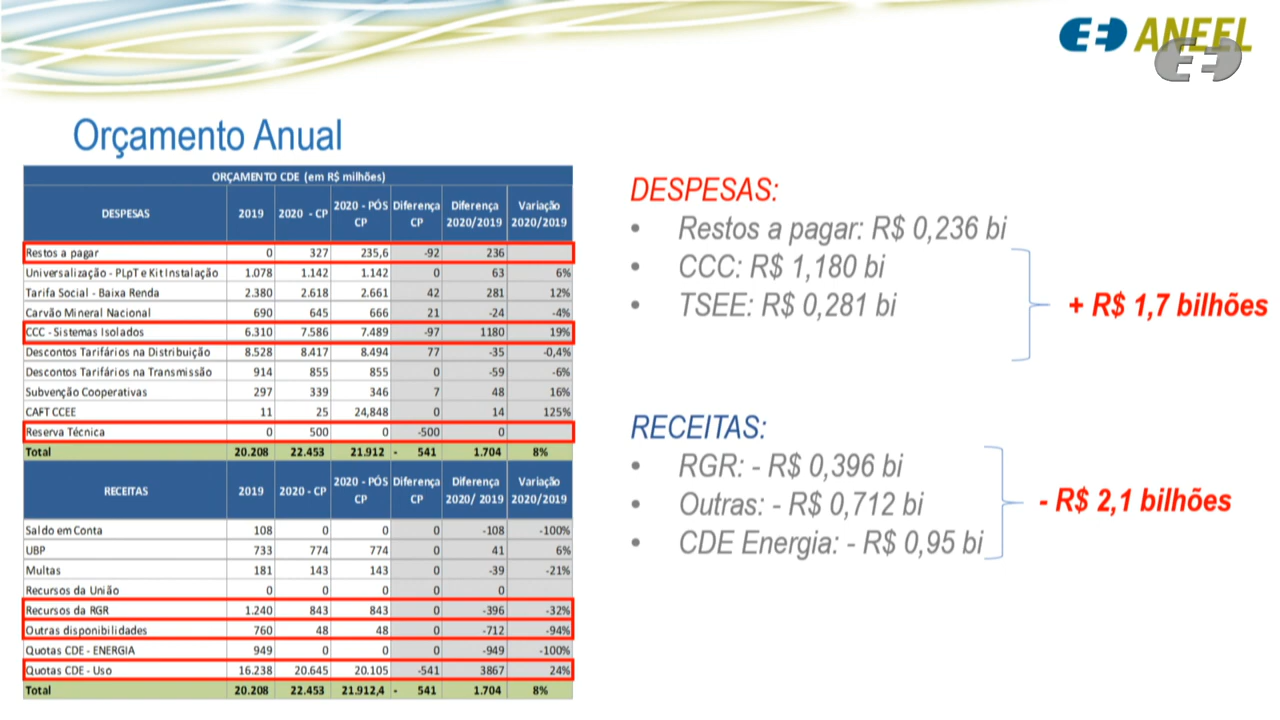 ANEEL
Orçamento Anual
ORÇAMENTO CDE (em R$ milhões)
DESPESAS 2019 2020 - CP 2020 - PÓS CP Diferença CP Diferença 2020/2019 Variação 2020/2019
Restos a pagar 0 327 235,6 -92 236
Universalização - PLpT e Kit Instalação 1.078 1.142 1.142 0 63 6%
Tarifa Social - Baixa Renda 2.380 2.618 2.661 42 281 12%
Carvão Mineral Nacional 690 645 666 21 -24 -4%
CCC - Sistemas Isolados 6.310 7.586 7.489 -97 1180 19%
Descontos Tarifários na Distribuição 8.528 8.417 8.494 77 -35 -0,4%
Descontos Tarifários na Transmissão 914 855 855 0 -59 -6%
Subvenção Cooperativas 297 339 346 7 48 16%
CAFT CCEE 11 25 24,848 0 14 125%
Reserva Técnica 0 500 0 -500 0
Total 20.208 22.453 21.912 - 541 1.704 8%
RECEITAS 2019 2020 - CP 2020 - PÓS CP Diferença CP Diferença 2020/ 2019 Variação 2020/2019
Saldo em Conta 108 0 0 0 -108 -100%
UBP 733 774 774 0 41 6%
Multas 181 143 143 0 -39 -21%
Recursos da União 0 0 0 0 0
Recursos da RGR 1.240 843 843 0 -396 -32%
Outras disponibilidades 760 48 48 0 -712 -94%
Quotas CDE - ENERGIA 949 0 0 0 -949 -100%
Quotas CDE - Uso 16.238 20.645 20.105 -541 3867 24%
Total 20.208 22.453 21.912,4 - 541 1.704 8%
DESPESAS:
• Restos a pagar: R$ 0,236 bi
• CCC: R$ 1,180 bi
• TSEE: R$ 0,281 bi
+ R$ 1,7 bilhões
RECEITAS:
• RGR: - R$ 0,396 bi
• Outras: - R$ 0,712 bi
• CDE Energia: - R$ 0,95 bi
- R$ 2,1 bilhões